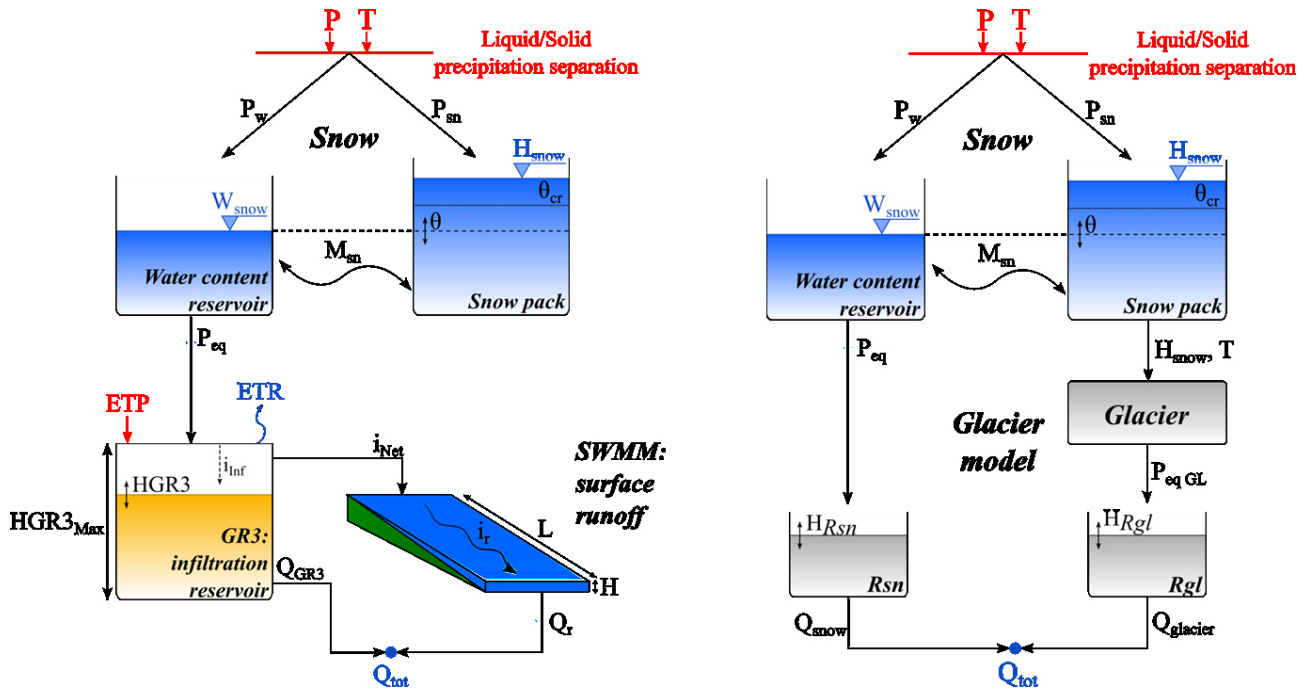 P T
Liquid/Solid
precipitation separation
P_w
P_sn
Snow
H_snow
θ_cr
W_snow
θ
M_sn
Water content
reservoir
Snow pack
P_eq
ETP
ETR
i_Inf
i_Net
HGR3
HGR3_Max
GR3:
infiltration
reservoir
Q_GR3
SWMM:
surface
runoff
i_r
L
H
Q_r
Q_tot
P T
Liquid/Solid
precipitation separation
P_w
P_sn
Snow
H_snow
θ_cr
W_snow
θ
M_sn
Water content
reservoir
Snow pack
P_eq
H_snow, T
Glacier
Glacier
model
P_eq GL
H_Rsn
H_Rgl
Rsn
Rgl
Q_snow
Q_glacier
Q_tot